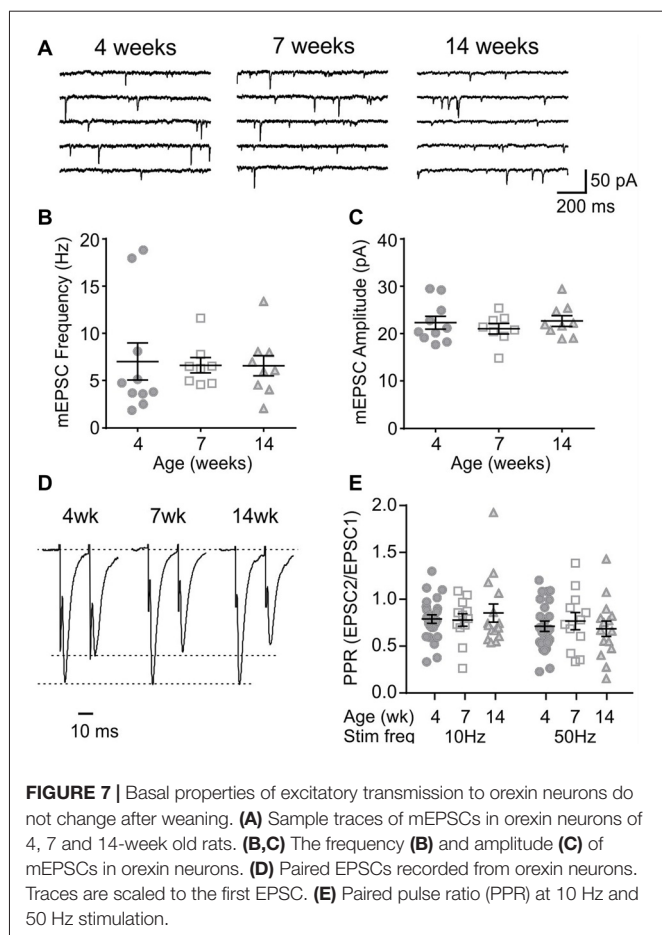 A
4 weeks 7 weeks 14 weeks
50 pA
200 ms
B
mEPSC Frequency (Hz)
20
15
10
5
0
4 7 14
Age (weeks)
C
mEPSC Amplitude (pA)
40
30
20
10
0
4 7 14
Age (weeks)
D
4wk 7wk 14wk
10 ms
E
PPR (EPSC2/EPSC1)
2.0
1.5
1.0
0.5
0.0
Age (wk) 4 7 14 4 7 14
Stim freq 10Hz 50Hz
FIGURE 7 | Basal properties of excitatory transmission to orexin neurons do
not change after weaning. (A) Sample traces of mEPSCs in orexin neurons of
4, 7 and 14-week old rats. (B,C) The frequency (B) and amplitude (C) of
mEPSCs in orexin neurons. (D) Paired EPSCs recorded from orexin neurons.
Traces are scaled to the first EPSC. (E) Paired pulse ratio (PPR) at 10 Hz and
50 Hz stimulation.